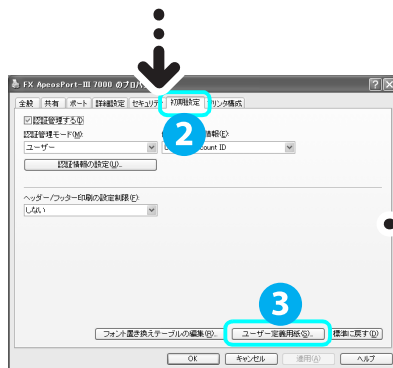 FX ApeosPort-III 7000 のプロパ
全般 共有 ポート 詳細設定 セキュリティ 初期設定 プリンタ構成
☑認証管理する(J)
認証管理モード(M): 情報(E):
ユーザー ount ID
認証情報の設定(U)...
2
ヘッダー/フッター印刷の設定制限(F):
しない
3
フォント置き換えテーブルの編集(B)... ユーザー定義用紙(S)... 標準に戻す(D)
OK キャンセル 適用(A) ヘルプ